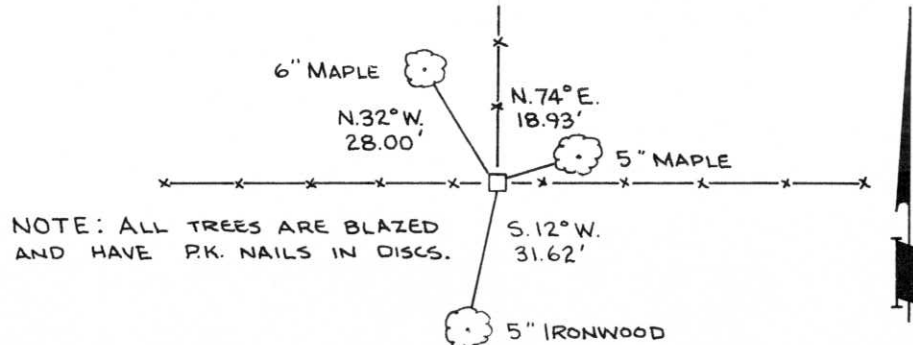 6" MAPLE
N.32°W.
28.00'
N.74°E.
18.93'
5" MAPLE
NOTE: ALL TREES ARE BLAZED
AND HAVE P.K. NAILS IN DISCS.
S.12°W.
31.62'
5" IRONWOOD